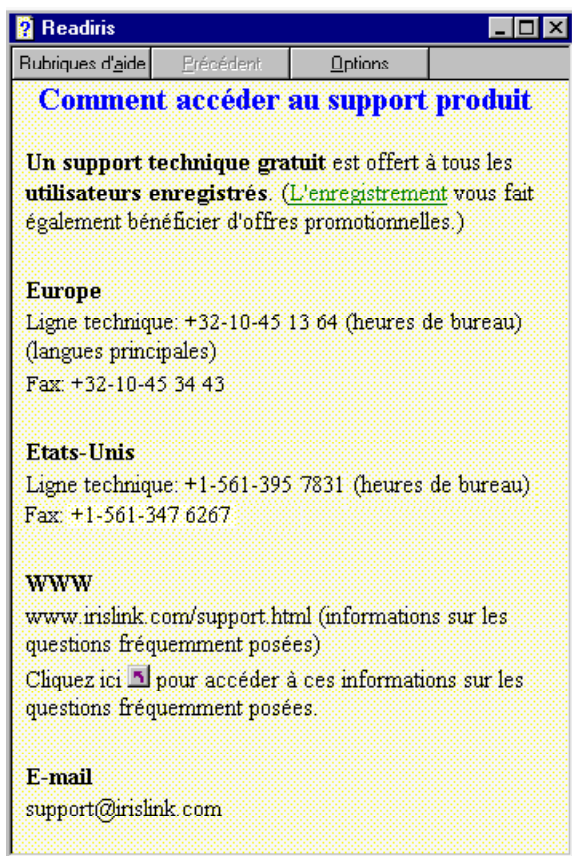 Readiris
Rubriques d'aide Précédent Options
Comment accéder au support produit
Un support technique gratuit est offert à tous les
utilisateurs enregistrés. (L'enregistrement vous fait
également bénéficier d'offres promotionnelles.)
Europe
Ligne technique: +32-10-45 13 64 (heures de bureau)
(langues principales)
Fax: +32-10-45 34 43
Etats-Unis
Ligne technique: +1-561-395 7831 (heures de bureau)
Fax: +1-561-347 6267
WWW
www.irislink.com/support.html (informations sur les
questions fréquemment posées)
Cliquez ici pour accéder à ces informations sur les
questions fréquemment posées.
E-mail
support@irislink.com